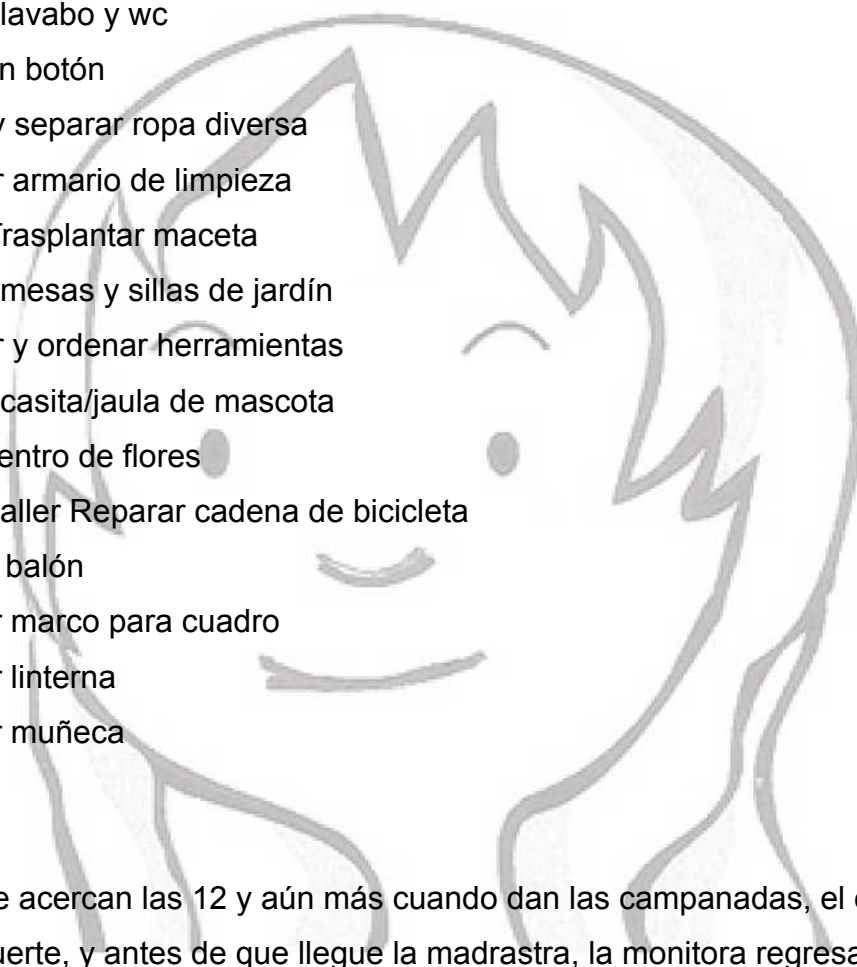 lavabo y wc
n botón
y separar ropa diversa
r armario de limpieza
Trasplantar maceta
mesas y sillas de jardín
r y ordenar herramientas
casita/jaula de mascota
entro de flores
aller Reparar cadena de bicicleta
balón
r marco para cuadro
r linterna
r muñeca
e acercan las 12 y aún más cuando dan las campanadas, el
uerte, y antes de que llegue la madrastra, la monitora regresa